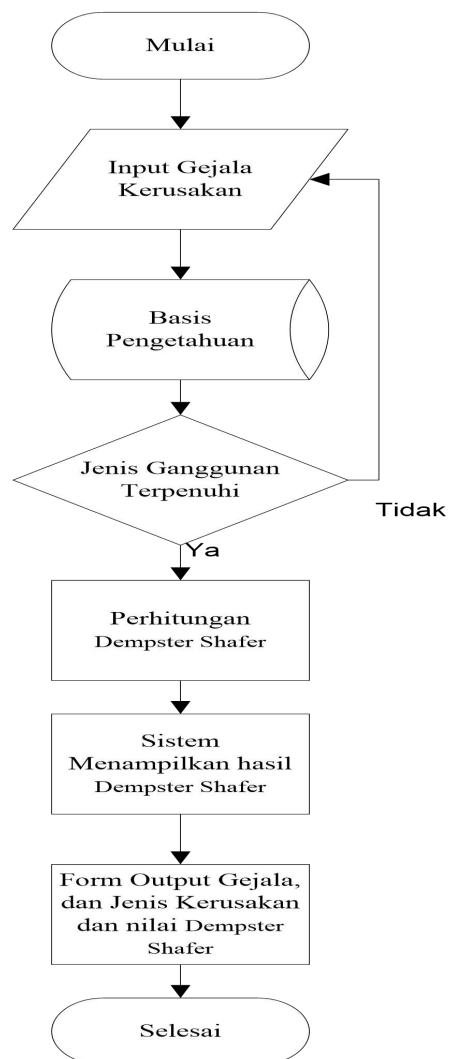 Mulai
Input Gejala
Kerusakan
Basis
Pengetahuan
Jenis Ganggunan
Terpenuhi
Tidak
Ya
Perhitungan
Dempster Shafer
Sistem
Menampilkan hasil
Dempster Shafer
Form Output Gejala,
dan Jenis Kerusakan
dan nilai Dempster
Shafer
Selesai